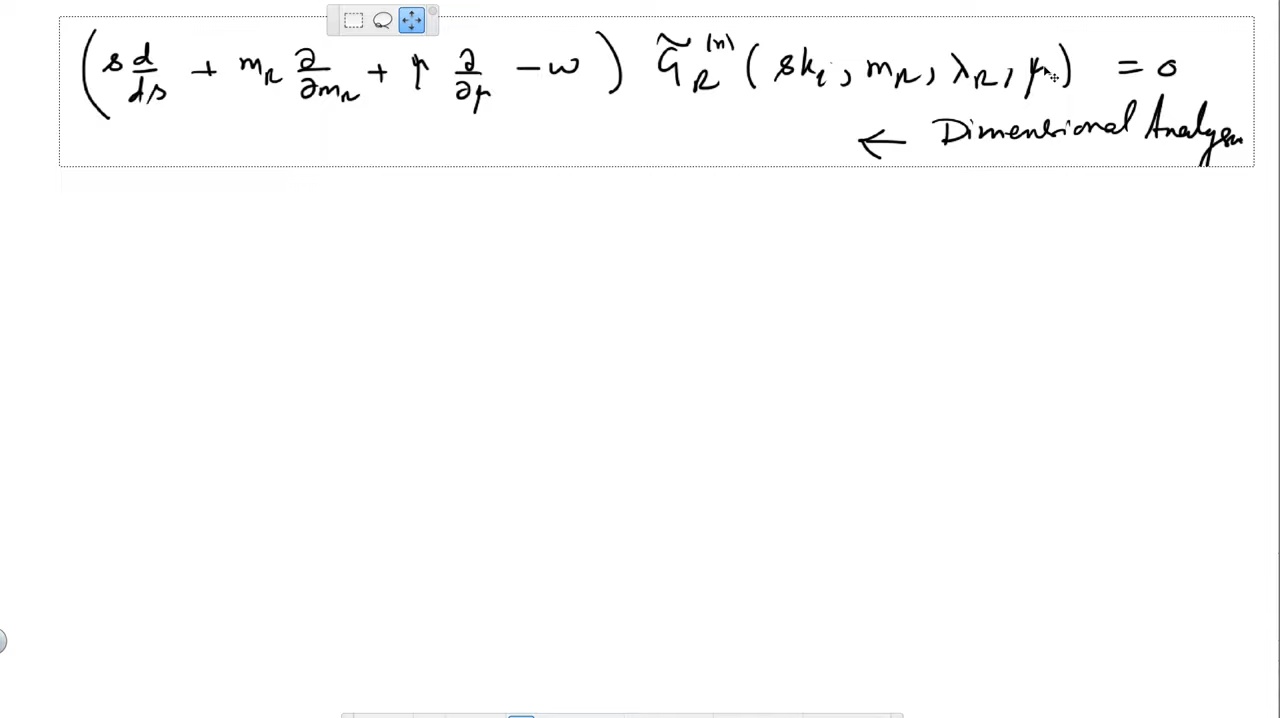 ( s d/ds + m_R ∂/∂m_R + μ ∂/∂μ − ω ) G̃_R^(n) ( sk_i, m_R, λ_R, μ ) = 0
← Dimensional Analysis